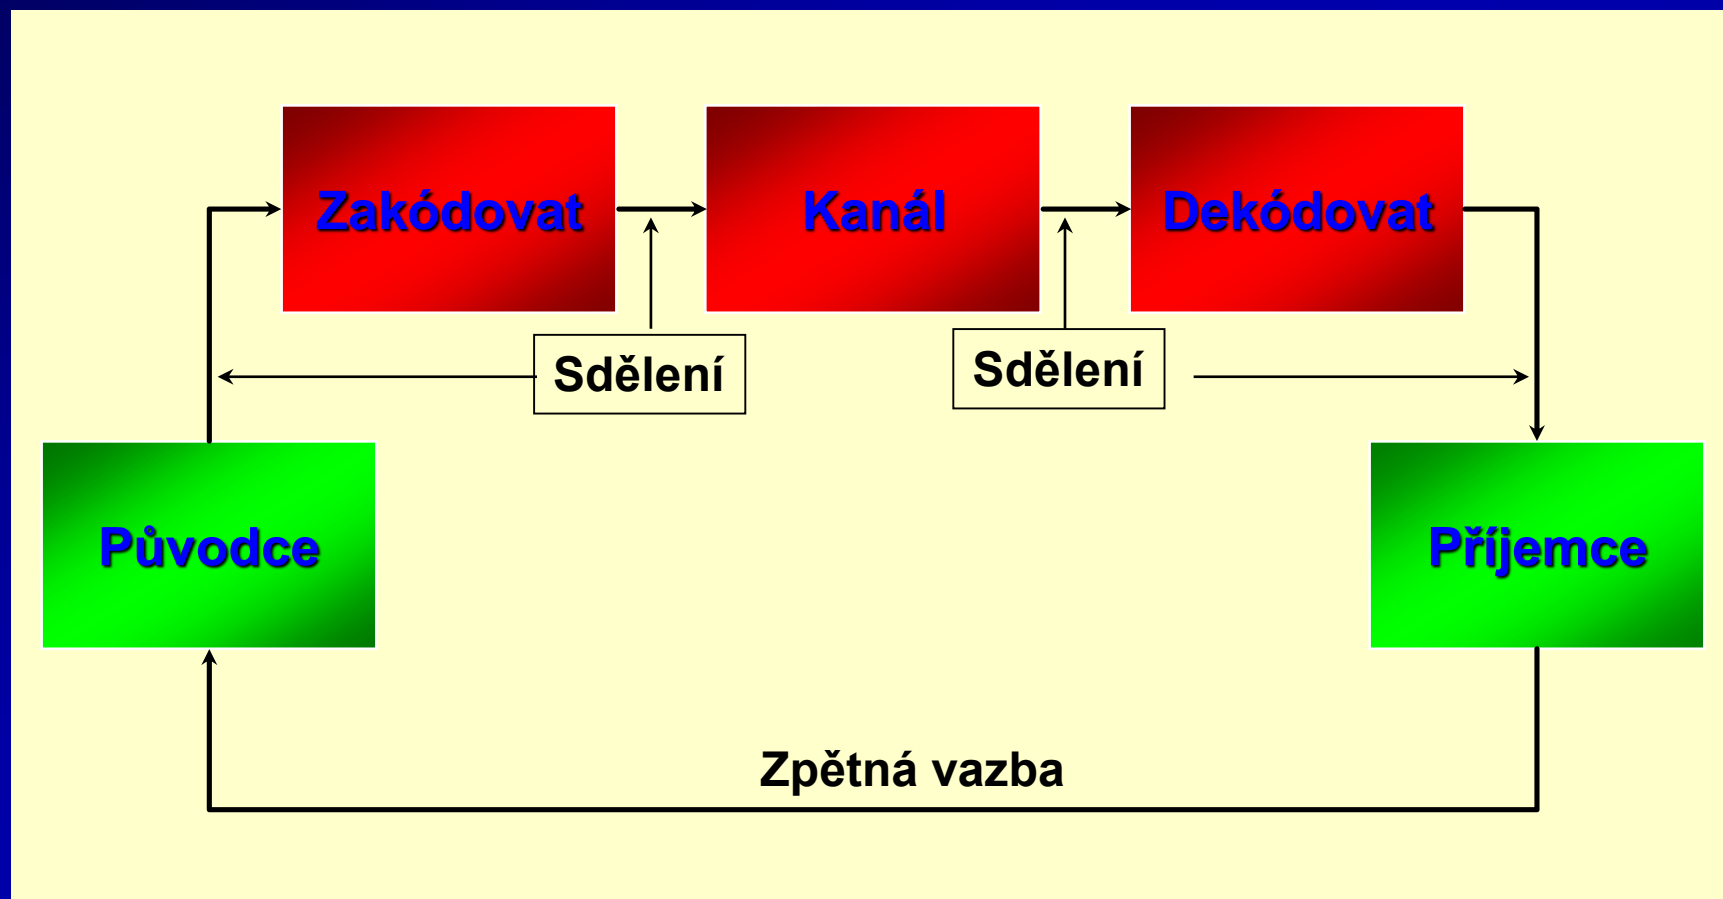 Zakódovat
Kanál
Dekódovat
Sdělení
Sdělení
Původce
Příjemce
Zpětná vazba